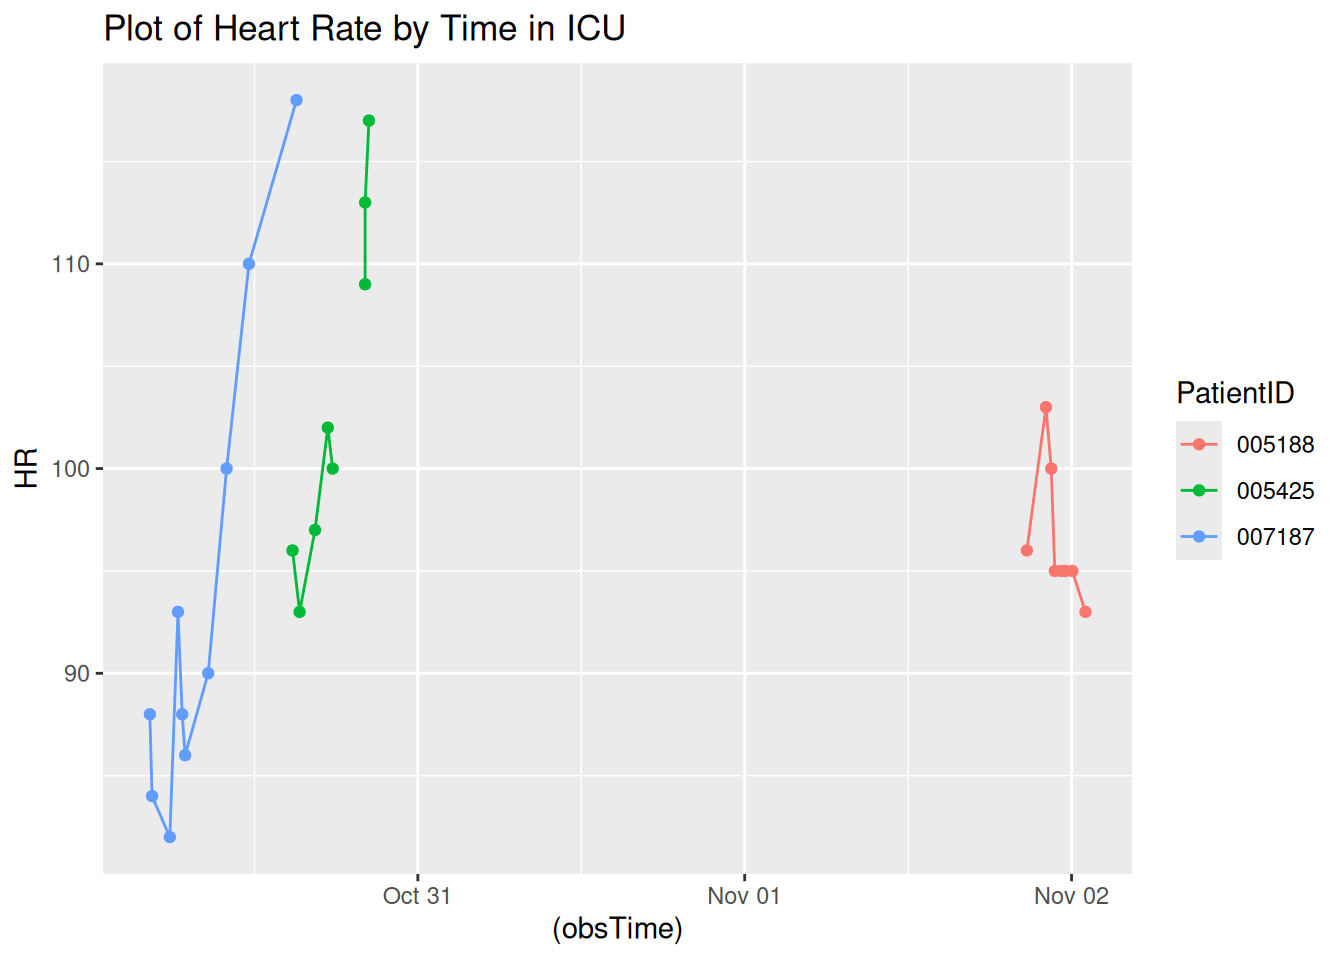 Plot of Heart Rate by Time in ICU
110
100
90
HR
Oct 31
Nov 01
Nov 02
(obsTime)
PatientID
005188
005425
007187